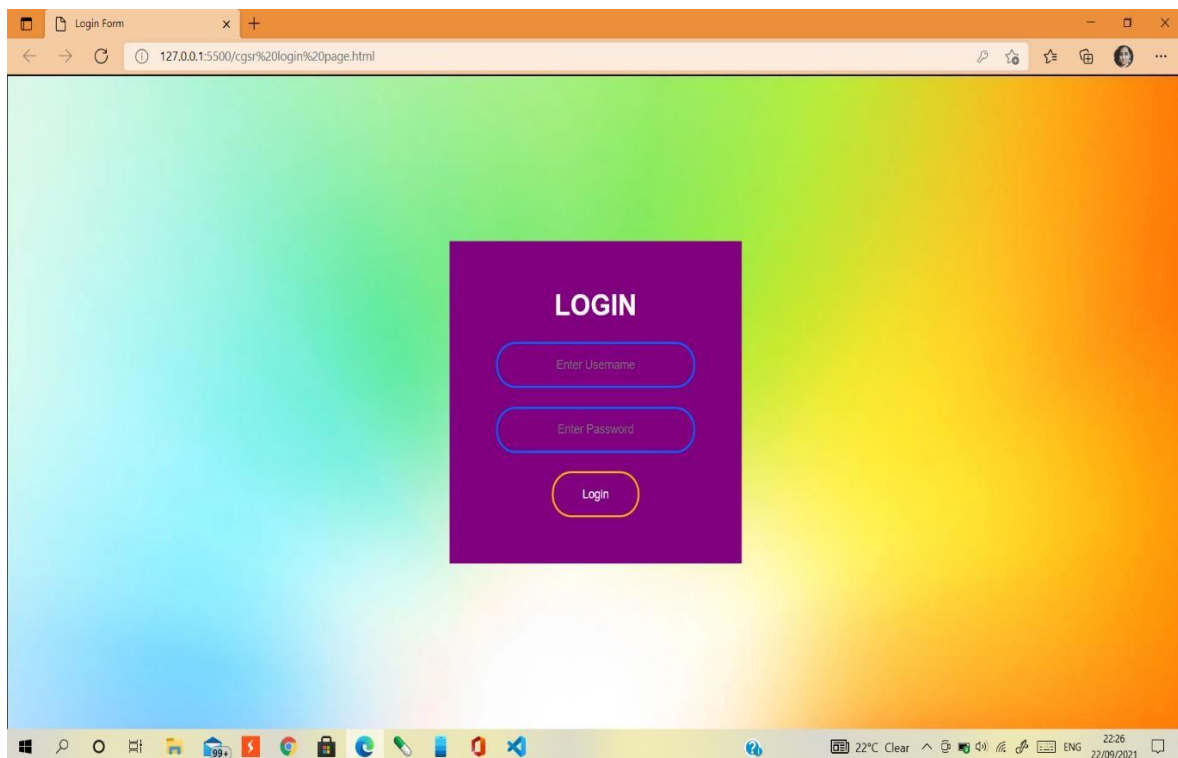 Login Form
127.0.0.1:5500/cgsr%20login%20page.html
LOGIN
Enter Username
Enter Password
Login
99+
22°C Clear
ENG
22:26
22/09/2021